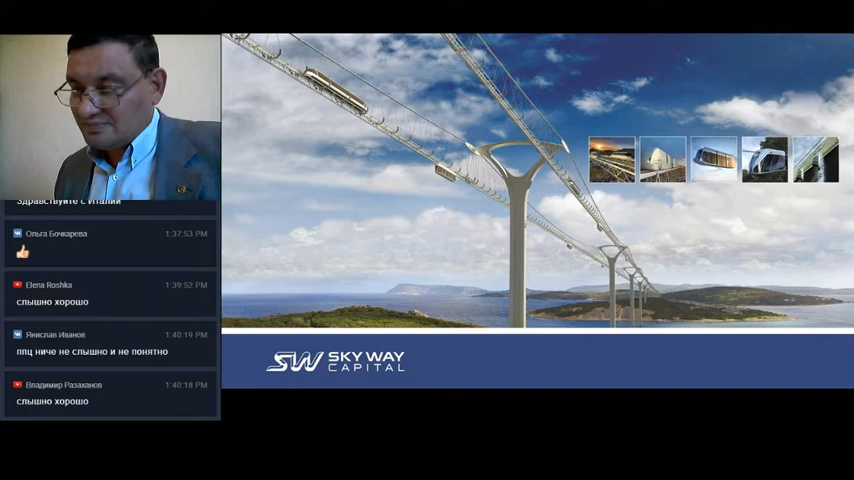 Здравствуйте с Италии
Ольга Бочкарева
1:37:53 PM
Elena Roshka
1:39:52 PM
слышно хорошо
Янислав Иванов
1:40:19 PM
ппц ниче не слышно и не понятно
Владимир Разаханов
1:40:18 PM
слышно хорошо
SW SKY WAY
CAPITAL